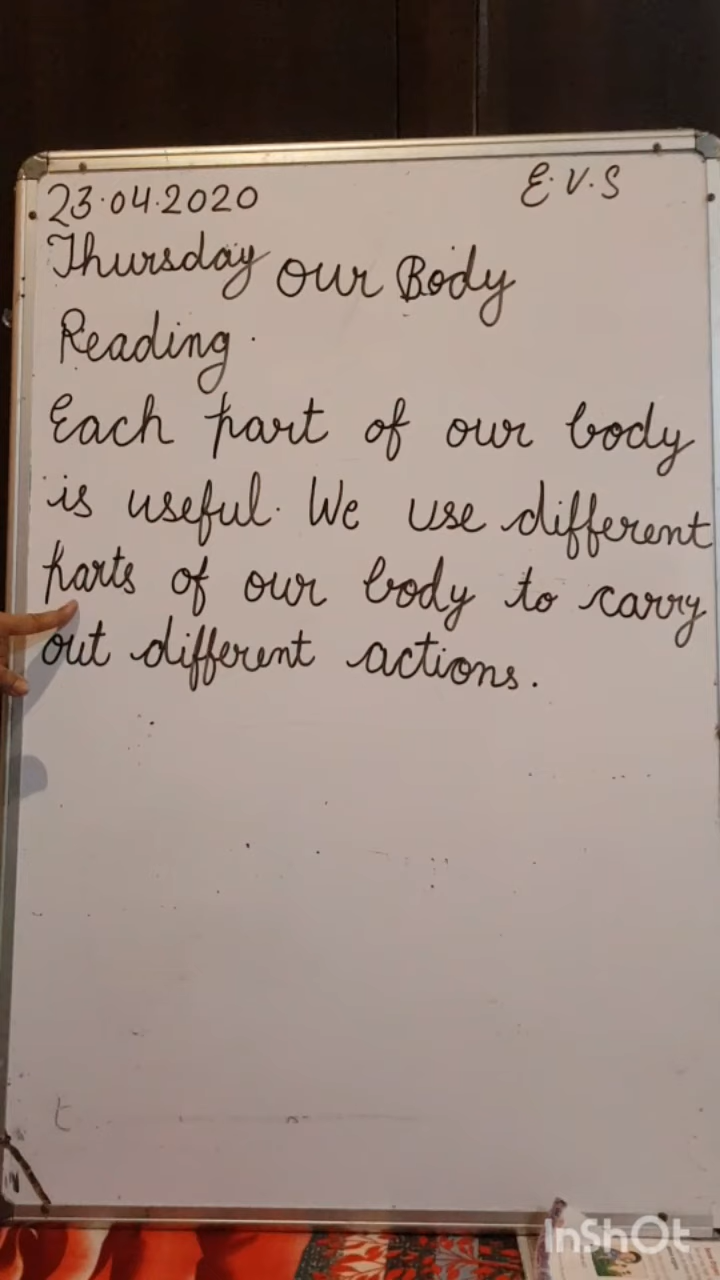 23.04.2020 E.V.S
Thursday Our Body
Reading.
Each part of our body
is useful. We use different
parts of our body to carry
out different actions.
t
InShOt